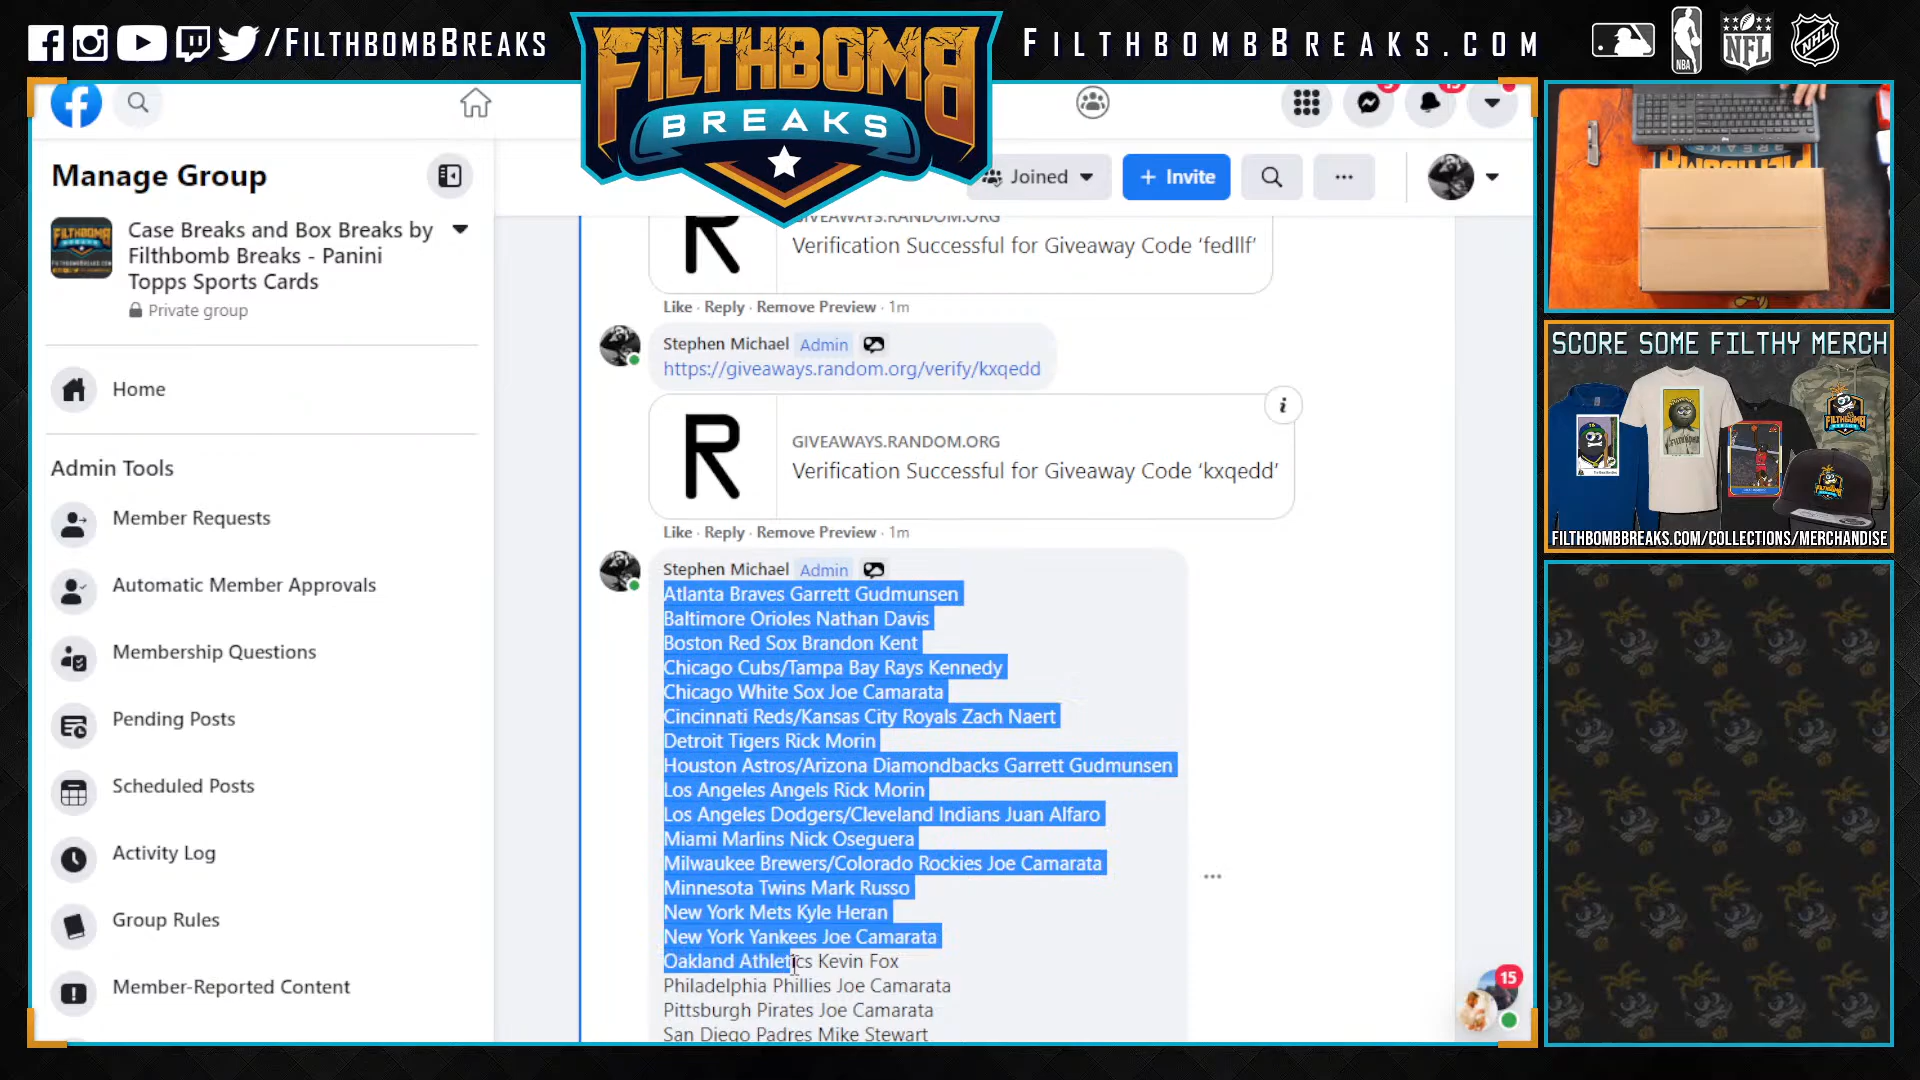 /FILTHBOMBBREAKS
FILTHBOMB
BREAKS
FILTHBOMBBREAKS.COM
NBA
NFL
NHL
Manage Group
Case Breaks and Box Breaks by
Filthbomb Breaks - Panini
Topps Sports Cards
Private group
Home
Admin Tools
Member Requests
Automatic Member Approvals
Membership Questions
Pending Posts
Scheduled Posts
Activity Log
Group Rules
Member-Reported Content
Joined
+ Invite
GIVEAWAYS.RANDOM.ORG
Verification Successful for Giveaway Code ‘fedllf’
Like · Reply · Remove Preview · 1m
Stephen Michael Admin
https://giveaways.random.org/verify/kxqedd
R
GIVEAWAYS.RANDOM.ORG
Verification Successful for Giveaway Code ‘kxqedd’
Like · Reply · Remove Preview · 1m
Stephen Michael Admin
Atlanta Braves Garrett Gudmunsen
Baltimore Orioles Nathan Davis
Boston Red Sox Brandon Kent
Chicago Cubs/Tampa Bay Rays Kennedy
Chicago White Sox Joe Camarata
Cincinnati Reds/Kansas City Royals Zach Naert
Detroit Tigers Rick Morin
Houston Astros/Arizona Diamondbacks Garrett Gudmunsen
Los Angeles Angels Rick Morin
Los Angeles Dodgers/Cleveland Indians Juan Alfaro
Miami Marlins Nick Oseguera
Milwaukee Brewers/Colorado Rockies Joe Camarata
Minnesota Twins Mark Russo
New York Mets Kyle Heran
New York Yankees Joe Camarata
Oakland Athletics Kevin Fox
Philadelphia Phillies Joe Camarata
Pittsburgh Pirates Joe Camarata
San Diego Padres Mike Stewart
15
SCORE SOME FILTHY MERCH
FILTHBOMBBREAKS.COM/COLLECTIONS/MERCHANDISE